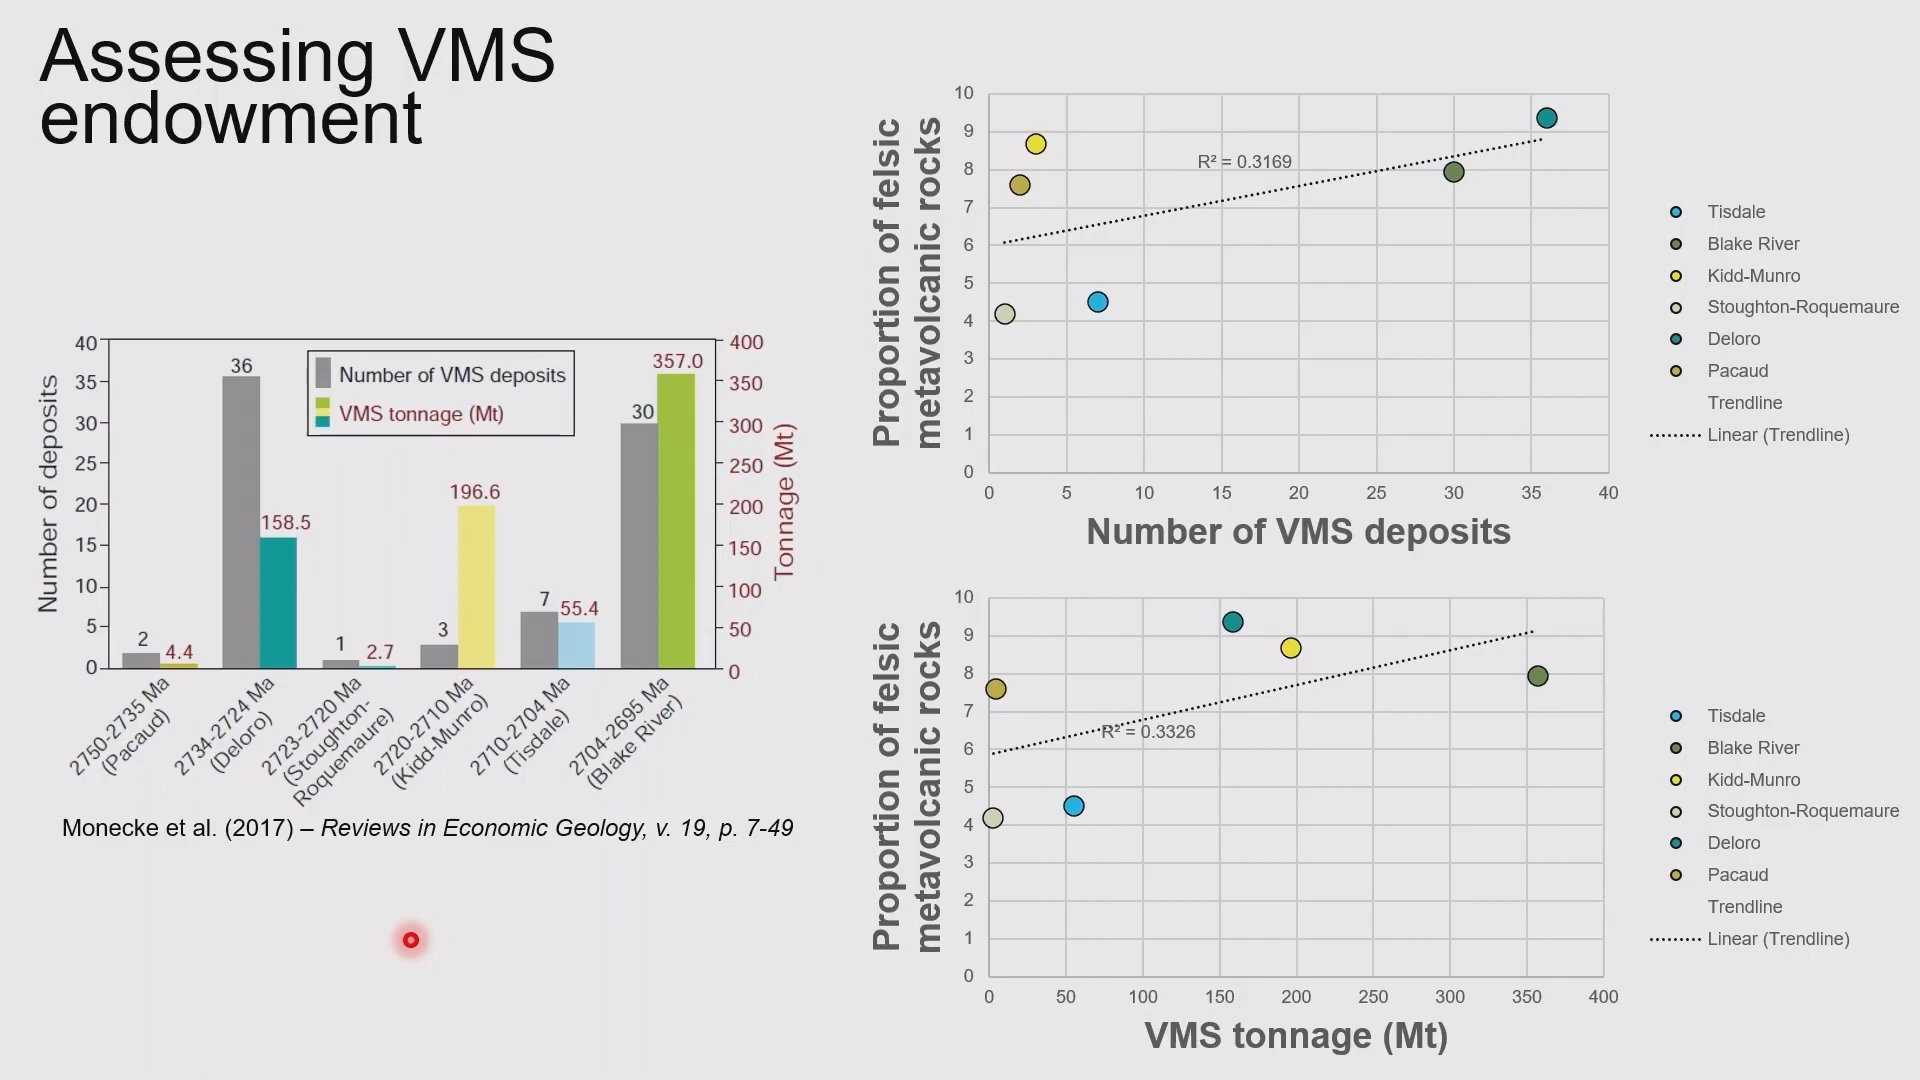 Assessing VMS
endowment
40
35
30
25
20
15
10
5
0
Number of deposits
Number of VMS deposits
VMS tonnage (Mt)
2
4.4
36
158.5
1
2.7
3
196.6
7
55.4
30
357.0
400
350
300
250
200
150
100
50
0
Tonnage (Mt)
2750-2735 Ma
(Pacaud)
2734-2724 Ma
(Deloro)
2723-2720 Ma
(Stoughton-
Roquemaure)
2720-2710 Ma
(Kidd-Munro)
2710-2704 Ma
(Tisdale)
2704-2695 Ma
(Blake River)
Monecke et al. (2017) – Reviews in Economic Geology, v. 19, p. 7-49
Proportion of felsic
metavolcanic rocks
10
9
8
7
6
5
4
3
2
1
0
R² = 0.3169
0 5 10 15 20 25 30 35 40
Number of VMS deposits
Tisdale
Blake River
Kidd-Munro
Stoughton-Roquemaure
Deloro
Pacaud
Trendline
Linear (Trendline)
Proportion of felsic
metavolcanic rocks
10
9
8
7
6
5
4
3
2
1
0
R² = 0.3326
0 50 100 150 200 250 300 350 400
VMS tonnage (Mt)
Tisdale
Blake River
Kidd-Munro
Stoughton-Roquemaure
Deloro
Pacaud
Trendline
Linear (Trendline)